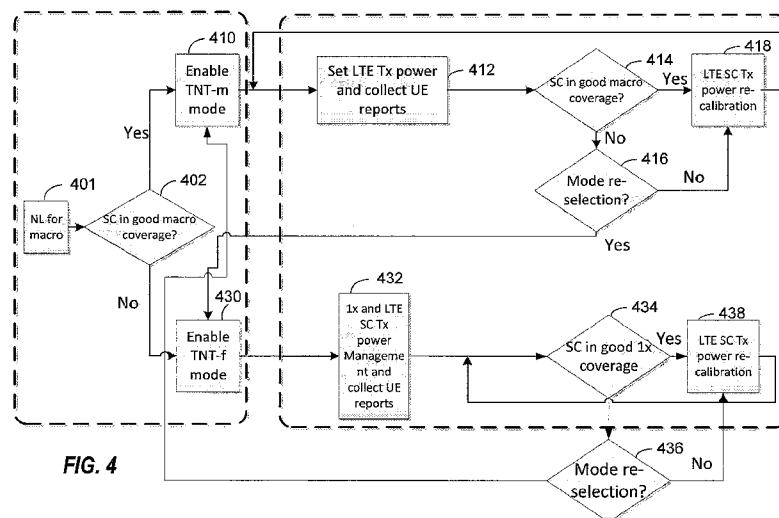 410
Enable
TNT-m
mode
Set LTE Tx power
and collect UE
reports
412
414
SC in good macro
coverage?
Yes
418
LTE SC Tx
power re-
calibration
No
416
Mode re-
selection?
No
Yes
Yes
401
NL for
macro
402
SC in good macro
coverage?
No
430
Enable
TNT-f
mode
432
1x and LTE
SC Tx
power
Manageme
nt and
collect UE
reports
434
SC in good 1X
coverage
Yes
438
LTE SC Tx
power re-
calibration
436
Mode re-
selection?
No
FIG. 4